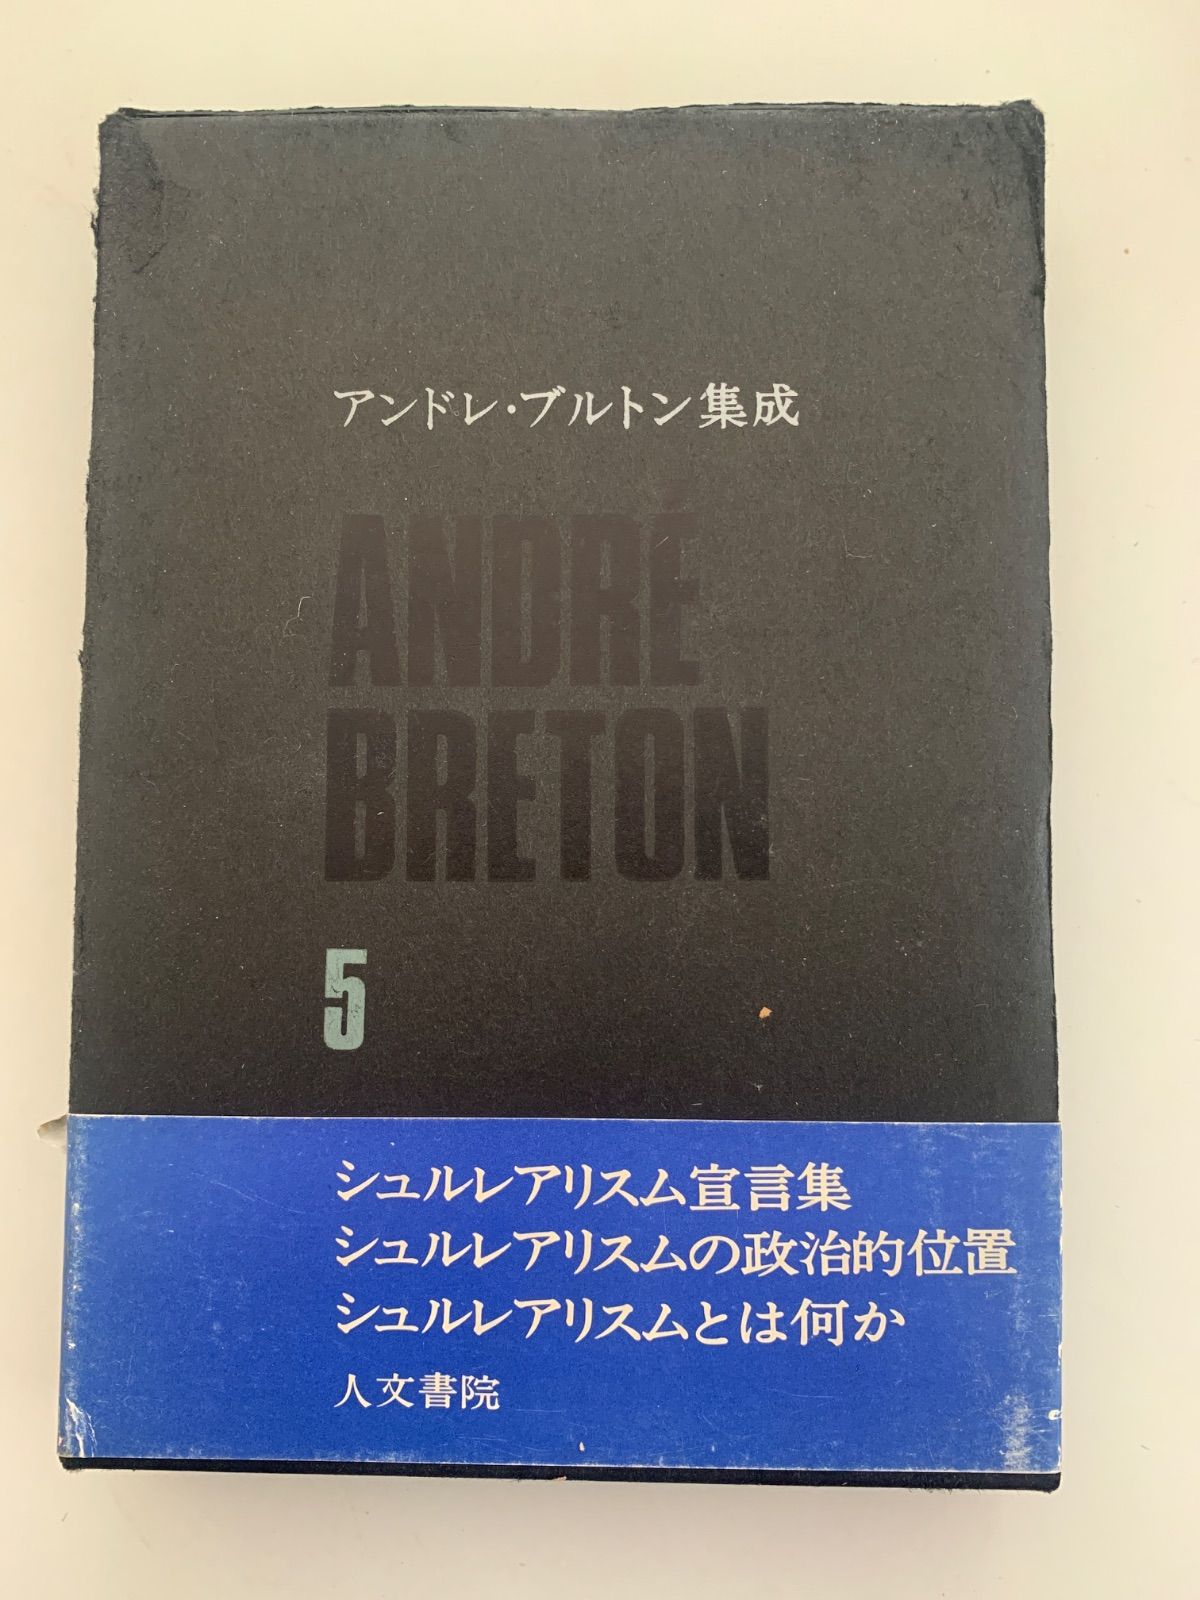 アンドレ・ブルトン集成
ANDRÉ
BRETON
5
シュルレアリスム宣言集
シュルレアリスムの政治的位置
シュルレアリスムとは何か
人文書院